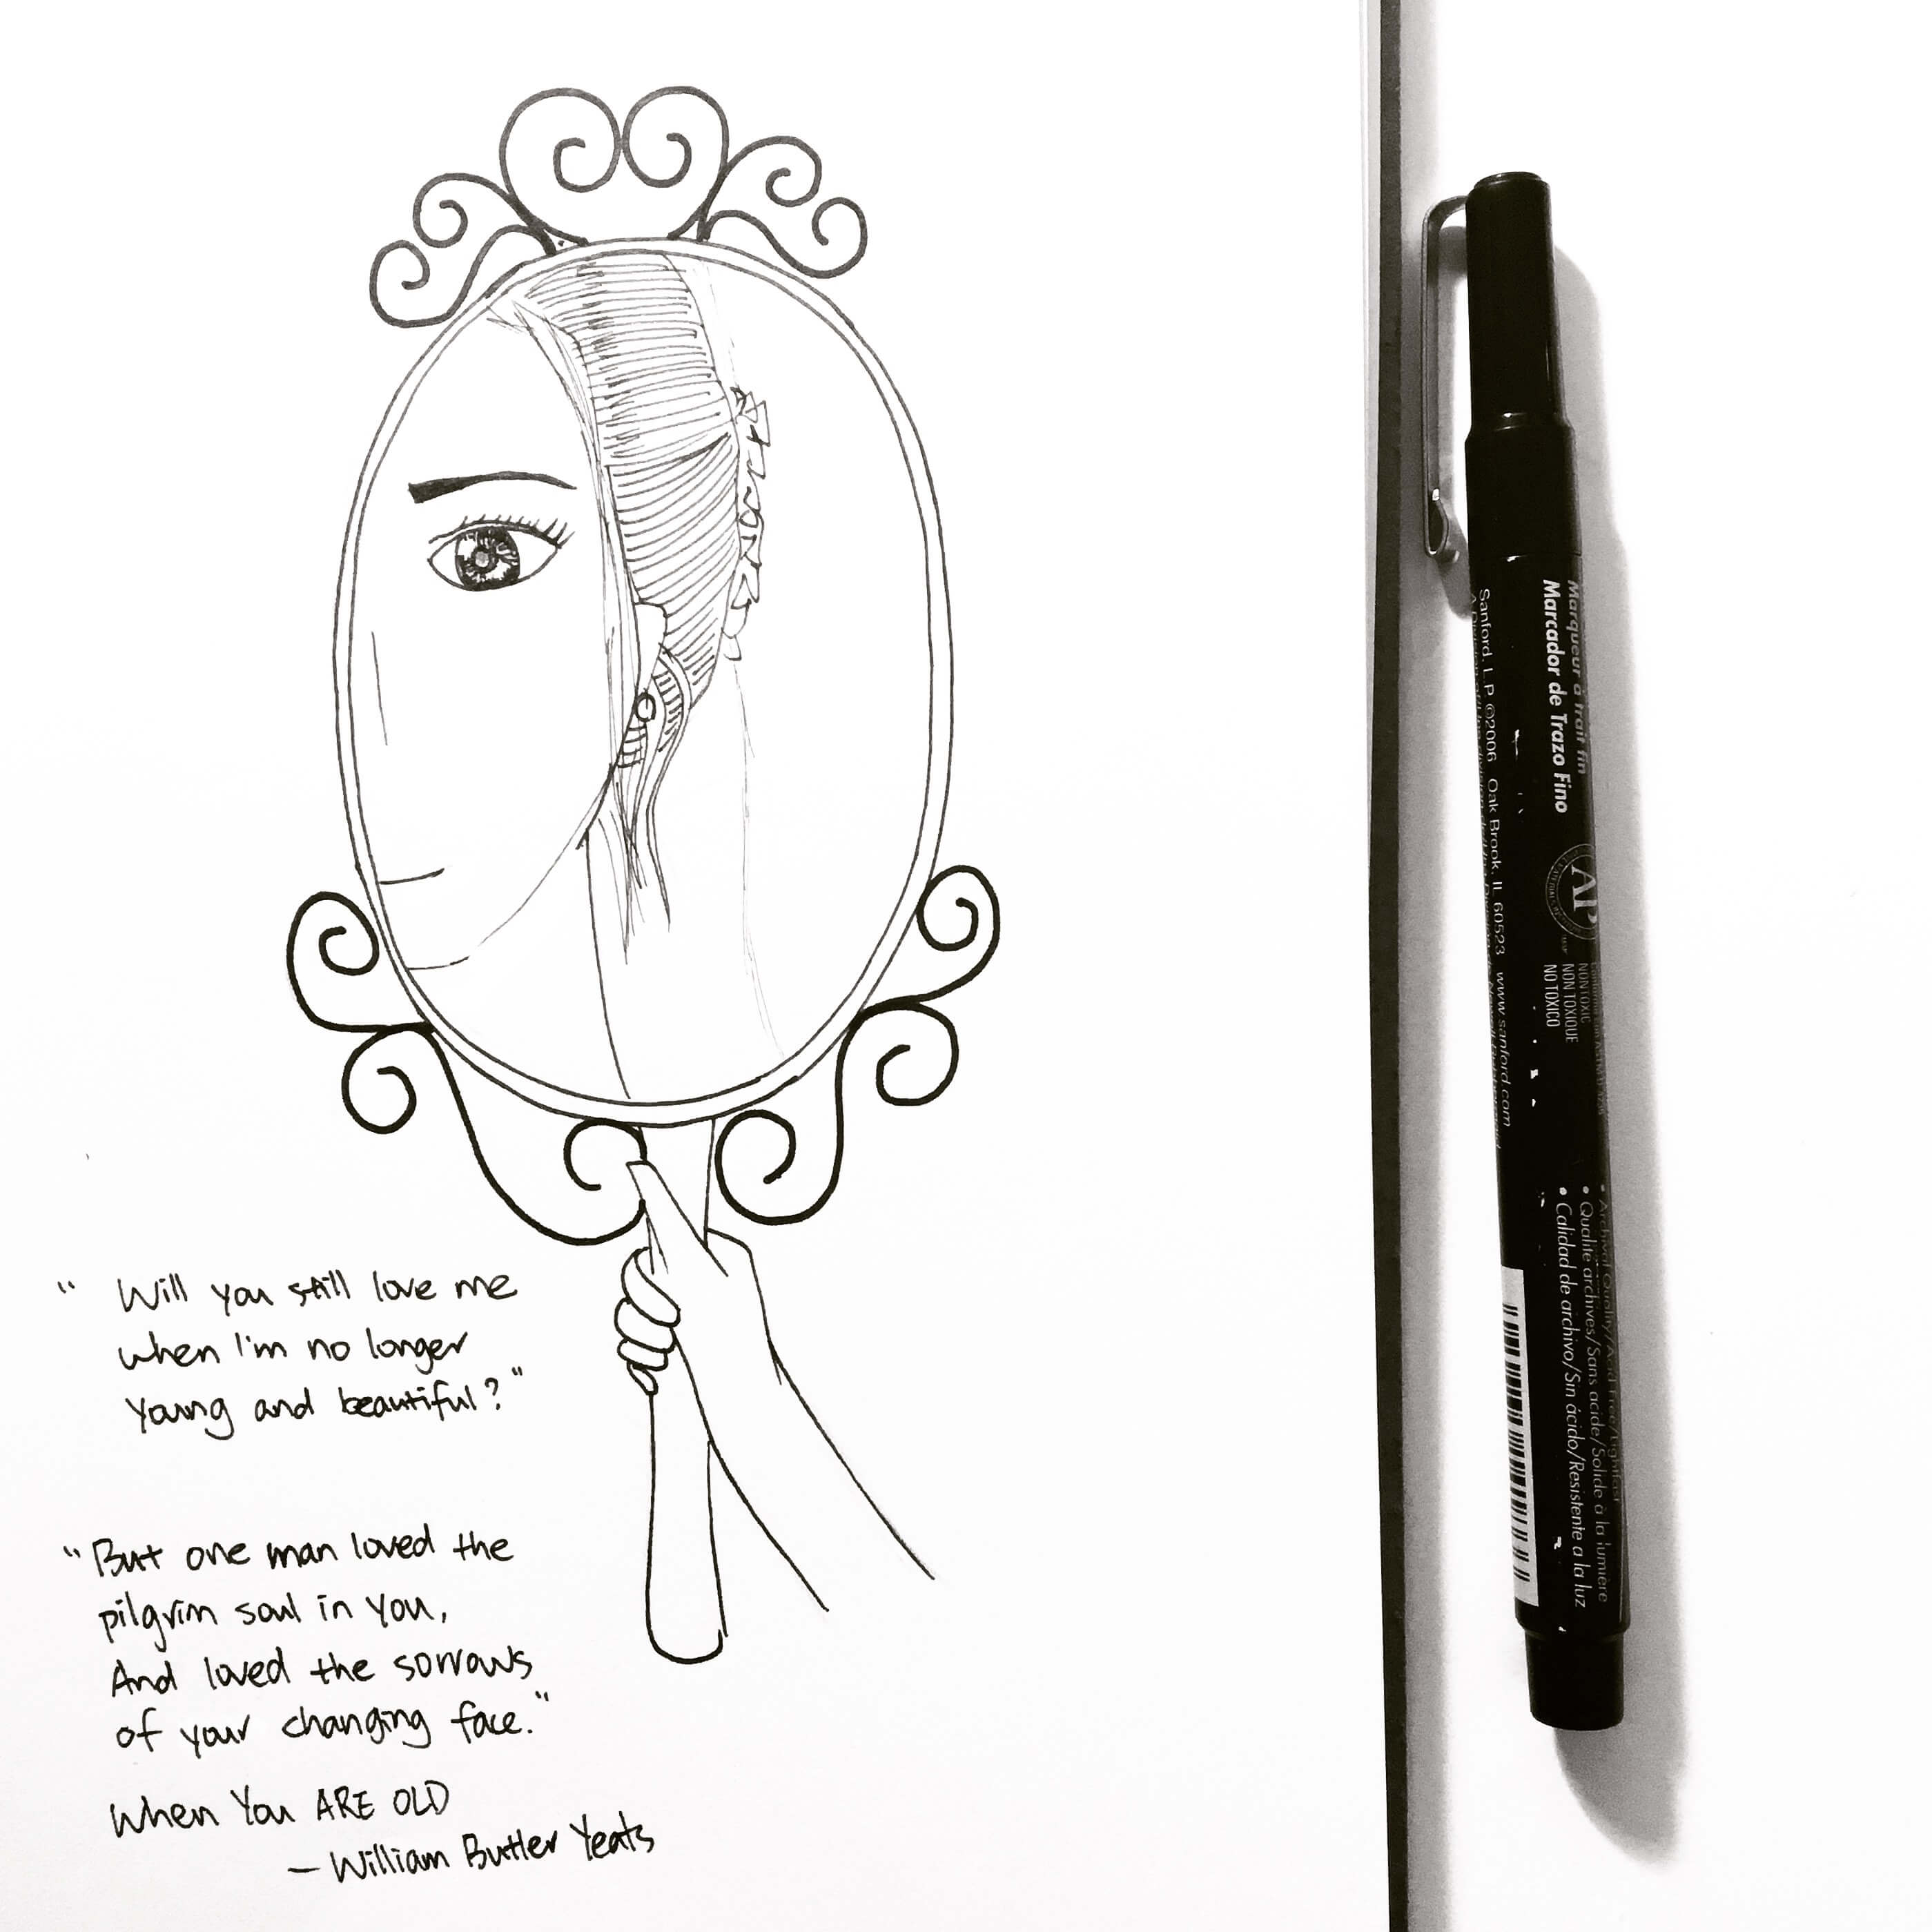 " Will you still love me
when I'm no longer
young and beautiful?"
"But one man loved the
pilgrim soul in you,
And loved the sorrows
of your changing face."
When You ARE OLD
— William Butler Yeats
Marqueur à trait fin
Marcador de Trazo Fino
Sanford, L.P. ©2006 Oak Brook, IL 60523 www.sanford.com
AP
NON TOXIC
NON TOXIQUE
NO TOXICO
• Archival Quality/Acid Free/Lightfast
• Qualité archives/Sans acide/Solide à la lumière
• Calidad de archivo/Sin ácido/Resistente a la luz